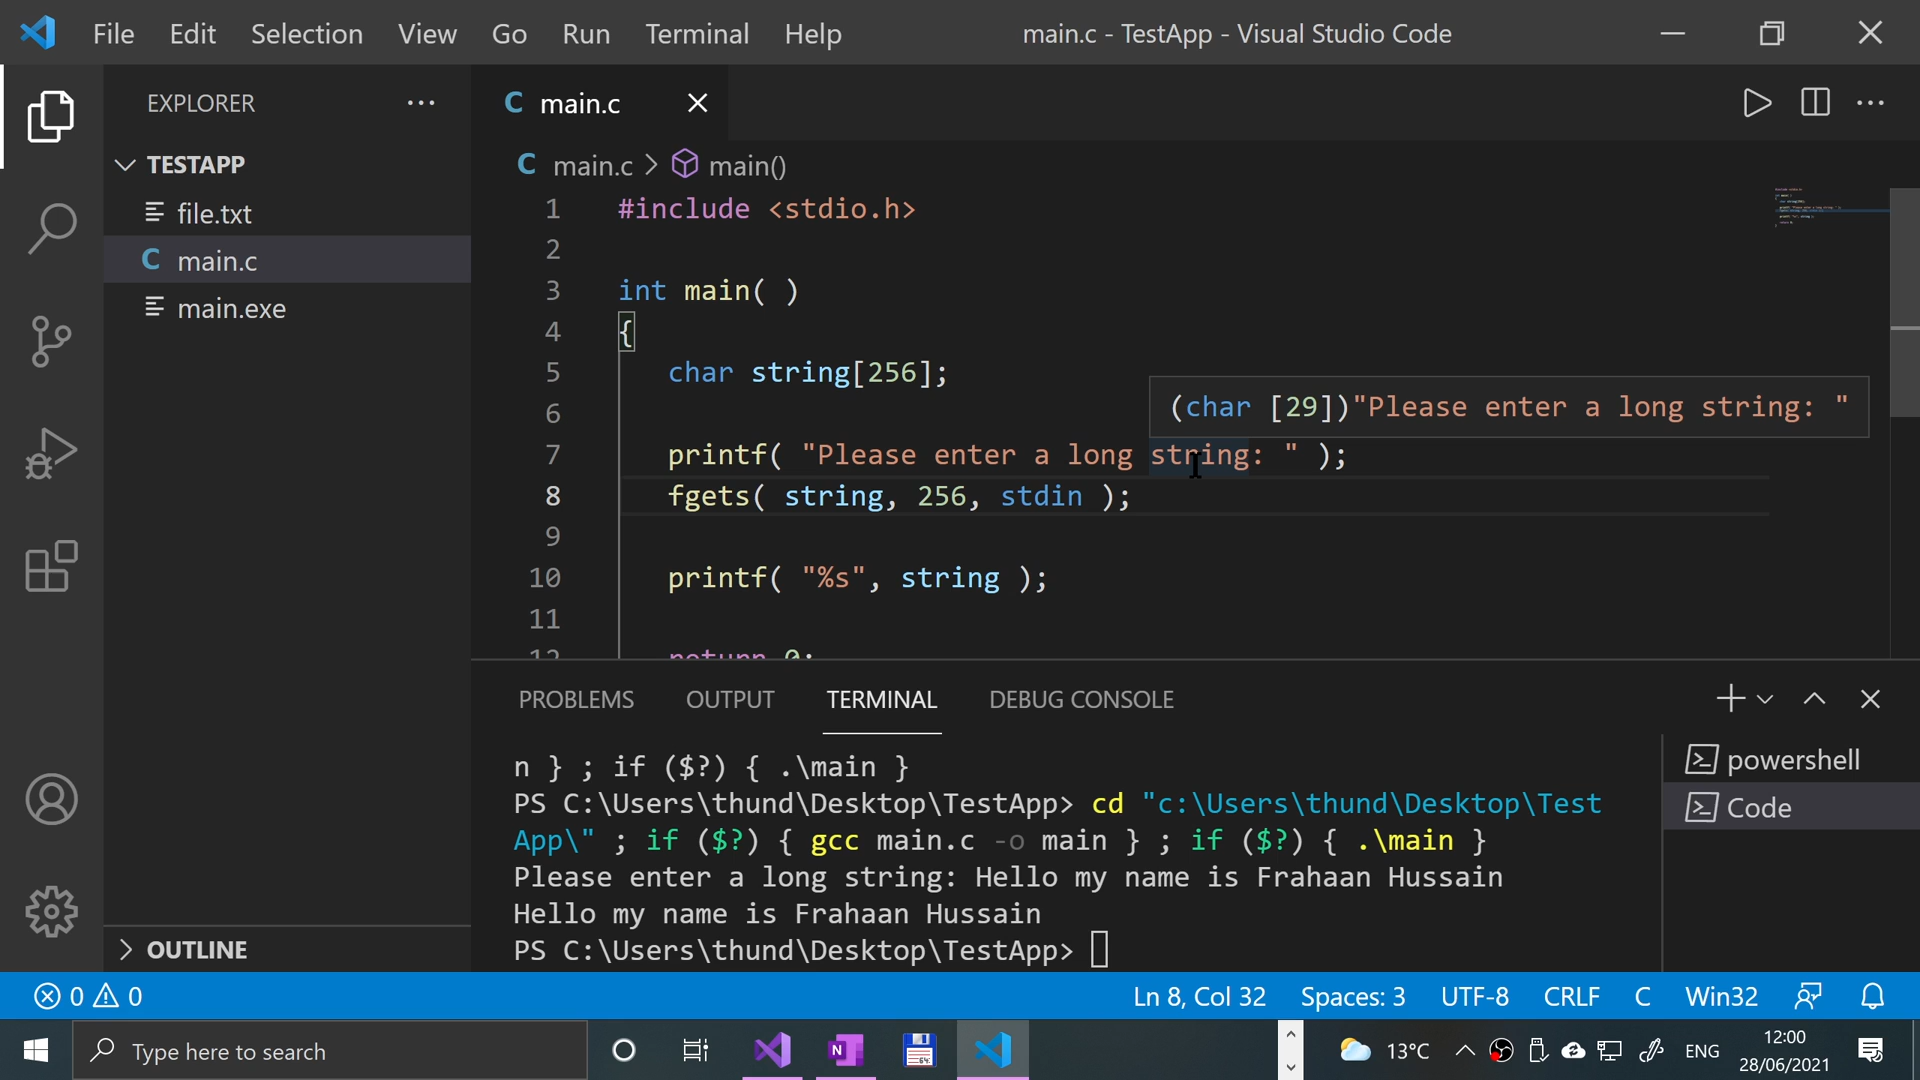 File Edit Selection View Go Run Terminal Help main.c - TestApp - Visual Studio Code
EXPLORER
C main.c
TESTAPP
C main.c > main()
file.txt
C main.c
main.exe
1 #include <stdio.h>
2
3 int main( )
4 {
5 char string[256];
6
(char [29])"Please enter a long string: "
7 printf( "Please enter a long string: " );
8 fgets( string, 256, stdin );
9
10 printf( "%s", string );
11
12 return 0;
PROBLEMS OUTPUT TERMINAL DEBUG CONSOLE
n } ; if ($?) { .\main }
PS C:\Users\thund\Desktop\TestApp> cd "c:\Users\thund\Desktop\Test
App\" ; if ($?) { gcc main.c -o main } ; if ($?) { .\main }
Please enter a long string: Hello my name is Frahaan Hussain
Hello my name is Frahaan Hussain
PS C:\Users\thund\Desktop\TestApp>
powershell
Code
OUTLINE
0 0 Ln 8, Col 32 Spaces: 3 UTF-8 CRLF C Win32
Type here to search
N
64
13°C
ENG
12:00
28/06/2021